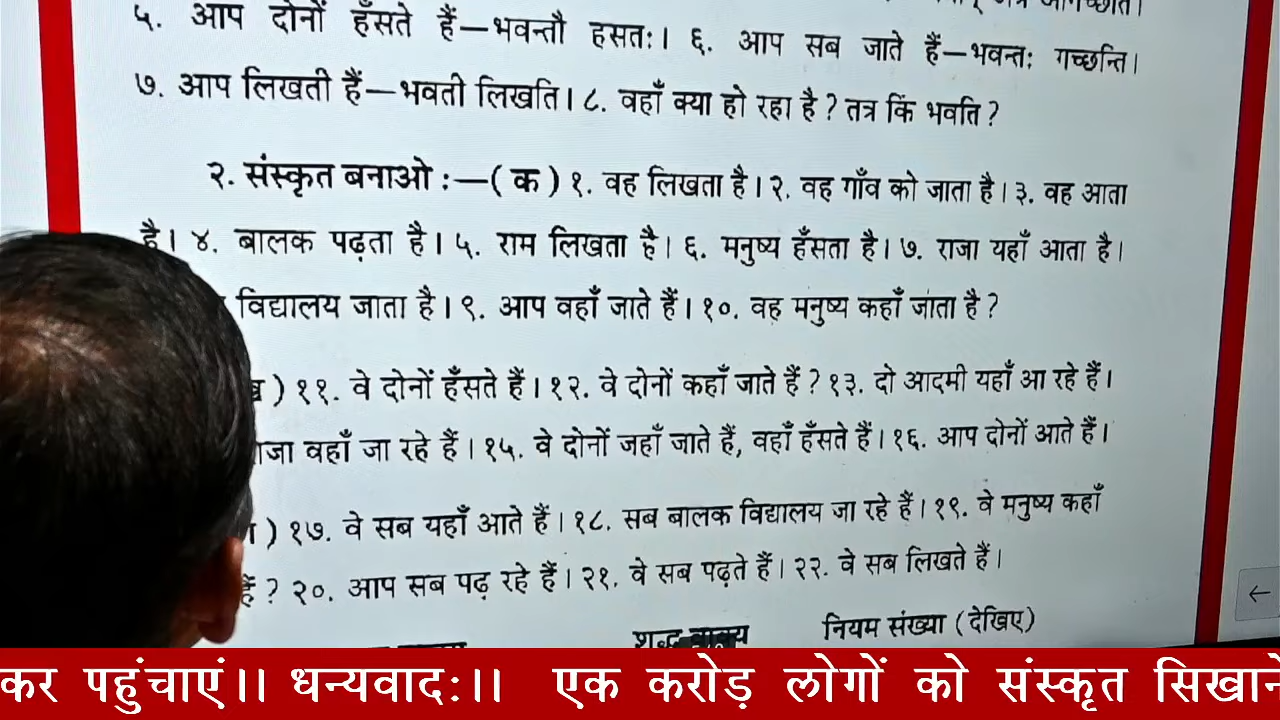 ५. आप दोनों हँसते हैं—भवन्तौ हसतः। ६. आप सब जाते हैं—भवन्तः गच्छन्ति।
७. आप लिखती हैं—भवती लिखति। ८. वहाँ क्या हो रहा है ? तत्र किं भवति ?
२. संस्कृत बनाओ :—( क ) १. वह लिखता है। २. वह गाँव को जाता है। ३. वह आता
है। ४. बालक पढ़ता है। ५. राम लिखता है। ६. मनुष्य हँसता है। ७. राजा यहाँ आता है।
विद्यालय जाता है। ९. आप वहाँ जाते हैं। १०. वह मनुष्य कहाँ जाता है ?
) ११. वे दोनों हँसते हैं। १२. वे दोनों कहाँ जाते हैं ? १३. दो आदमी यहाँ आ रहे हैं।
वहाँ जा रहे हैं। १५. वे दोनों जहाँ जाते हैं, वहाँ हँसते हैं। १६. आप दोनों आते हैं।
) १७. वे सब यहाँ आते हैं। १८. सब बालक विद्यालय जा रहे हैं। १९. वे मनुष्य कहाँ
हैं ? २०. आप सब पढ़ रहे हैं। २१. वे सब पढ़ते हैं। २२. वे सब लिखते हैं।
नियम संख्या (देखिए)
←
कर पहुंचाएं।। धन्यवादः।। एक करोड़ लोगों को संस्कृत सिखाने